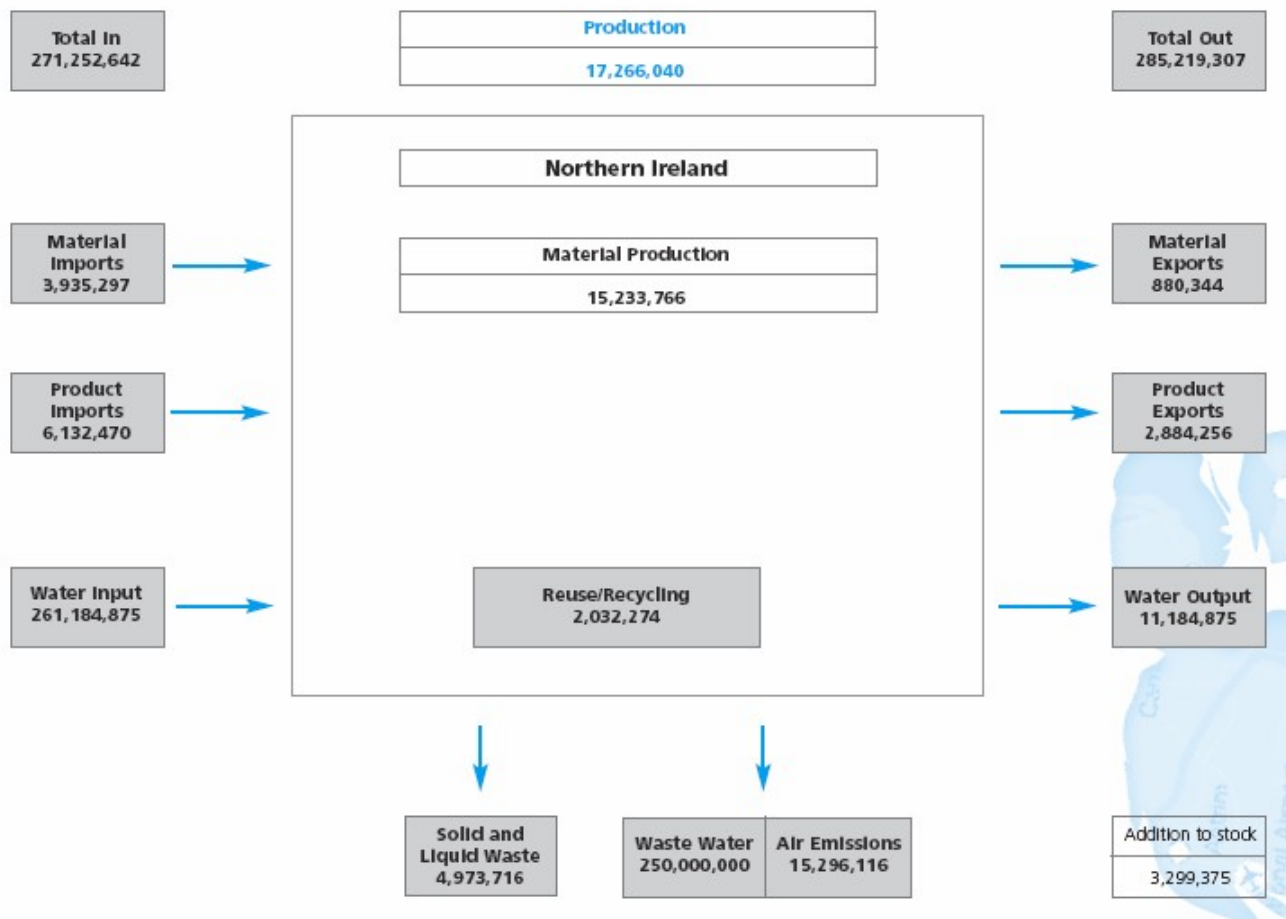 Total In
271,252,642
Production
17,266,040
Total Out
285,219,307
Northern Ireland
Material
Imports
3,935,297
Material Production
15,233,766
Material
Exports
880,344
Product
Imports
6,132,470
Product
Exports
2,884,256
Water Input
261,184,875
Reuse/Recycling
2,032,274
Water Output
11,184,875
Solid and
Liquid Waste
4,973,716
Waste Water
250,000,000
Air Emissions
15,296,116
Addition to stock
3,299,375